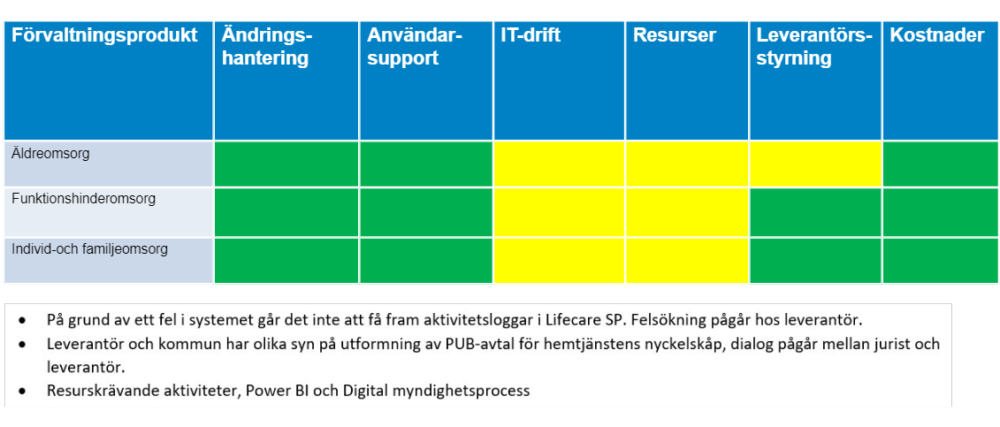 Förvaltningsprodukt Ändrings- Användar- IT-drift Resurser Leverantörs- Kostnader
hantering support styrning
Äldreomsorg
Funktionshinderomsorg
Individ-och familjeomsorg
• På grund av ett fel i systemet går det inte att få fram aktivitetsloggar i Lifecare SP. Felsökning pågår hos leverantör.
• Leverantör och kommun har olika syn på utformning av PUB-avtal för hemtjänstens nyckelskåp, dialog pågår mellan jurist och
leverantör.
• Resurskrävande aktiviteter, Power BI och Digital myndighetsprocess